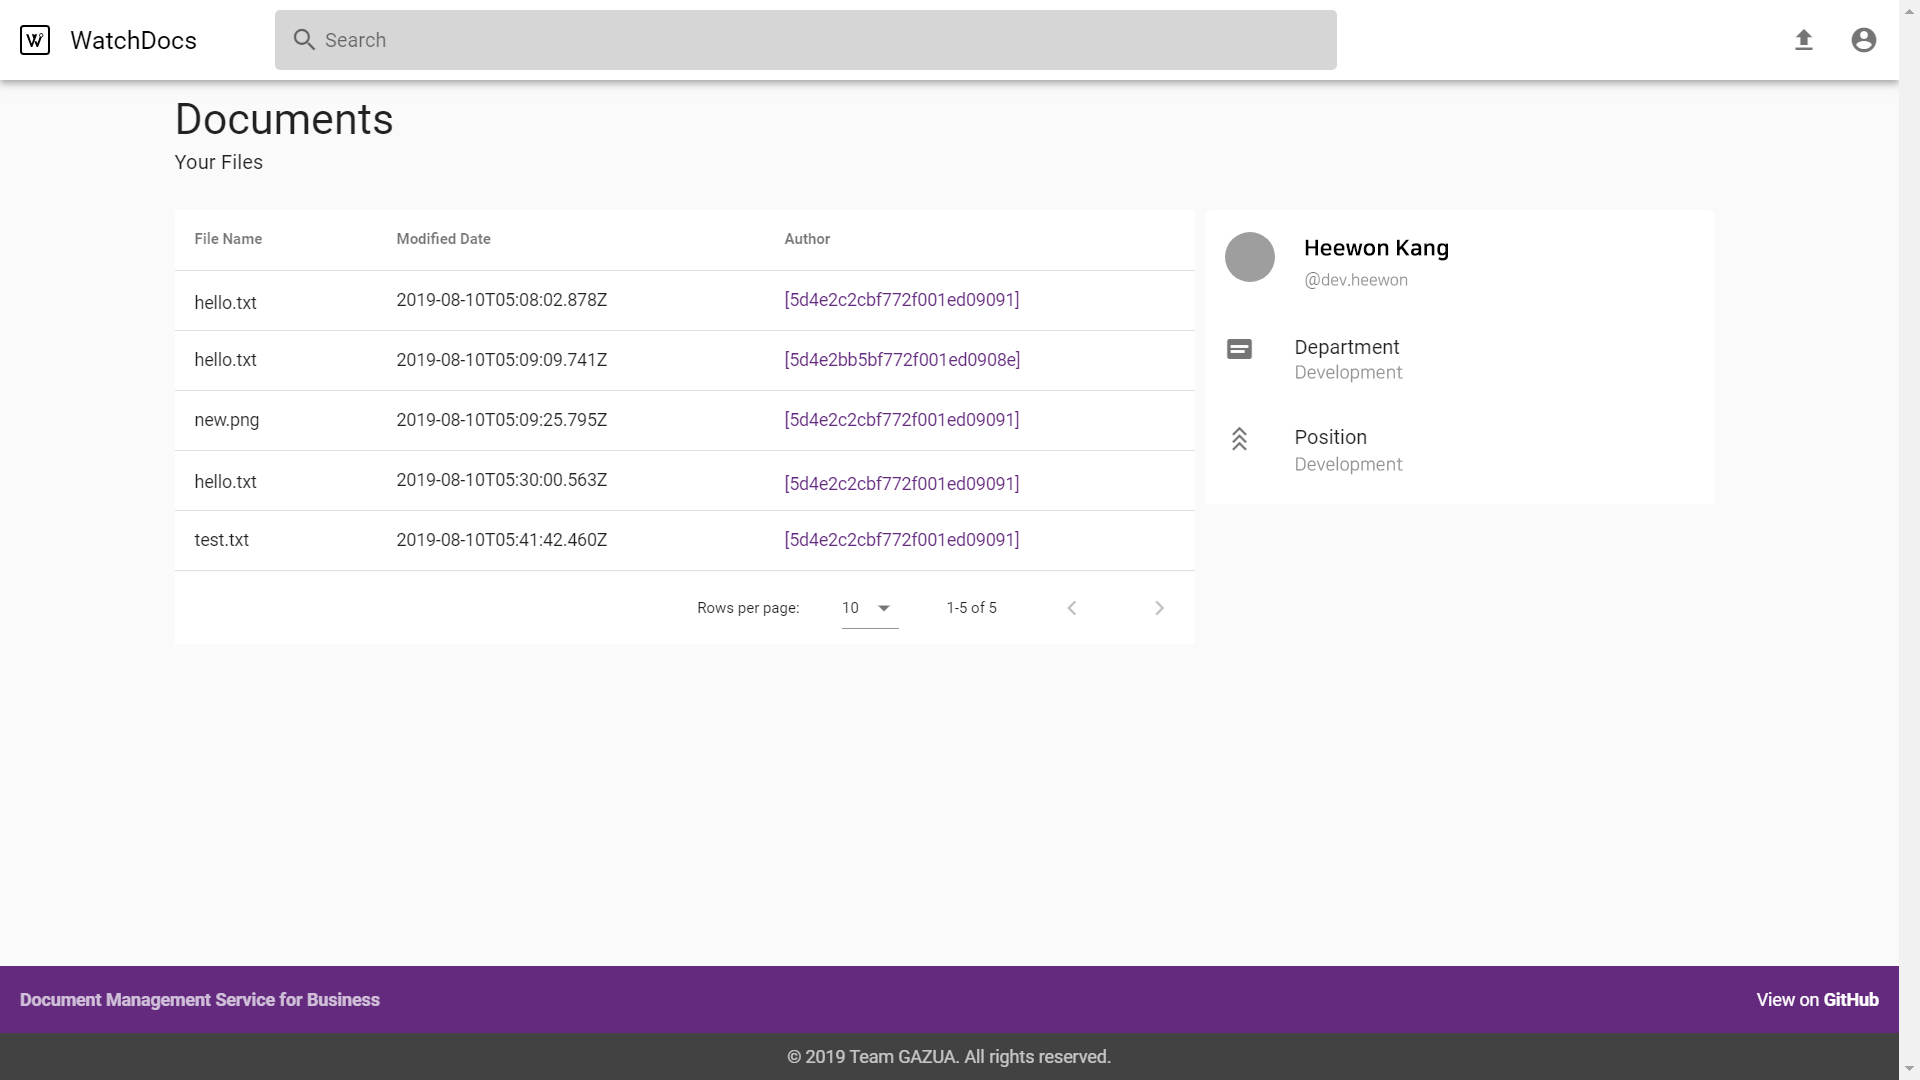 W WatchDocs
Search
Documents
Your Files
File Name Modified Date Author
hello.txt 2019-08-10T05:08:02.878Z [5d4e2c2cbf772f001ed09091]
hello.txt 2019-08-10T05:09:09.741Z [5d4e2bb5bf772f001ed0908e]
new.png 2019-08-10T05:09:25.795Z [5d4e2c2cbf772f001ed09091]
hello.txt 2019-08-10T05:30:00.563Z [5d4e2c2cbf772f001ed09091]
test.txt 2019-08-10T05:41:42.460Z [5d4e2c2cbf772f001ed09091]
Rows per page: 10 1-5 of 5
Heewon Kang
@dev.heewon
Department
Development
Position
Development
Document Management Service for Business
View on GitHub
© 2019 Team GAZUA. All rights reserved.